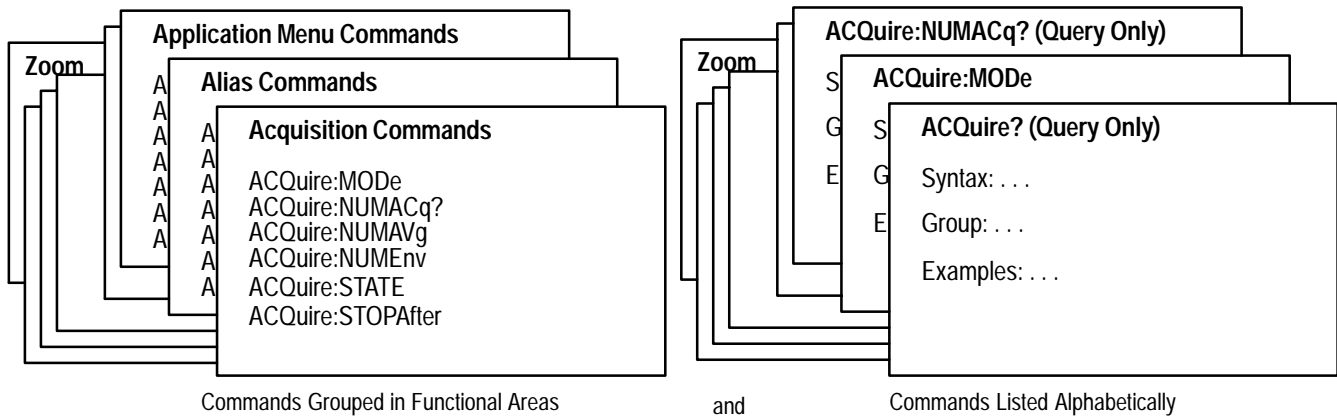 Application Menu Commands
Zoom
A
A
A
A
A
A
A
Alias Commands
A
A
A
A
A
A
A
Acquisition Commands
ACQuire:MODe
ACQuire:NUMACq?
ACQuire:NUMAVg
ACQuire:NUMEnv
ACQuire:STATE
ACQuire:STOPAfter
Commands Grouped in Functional Areas
and
ACQuire:NUMACq? (Query Only)
Zoom
S
G
E
ACQuire:MODe
S
G
E
ACQuire? (Query Only)
Syntax: . . .
Group: . . .
Examples: . . .
Commands Listed Alphabetically